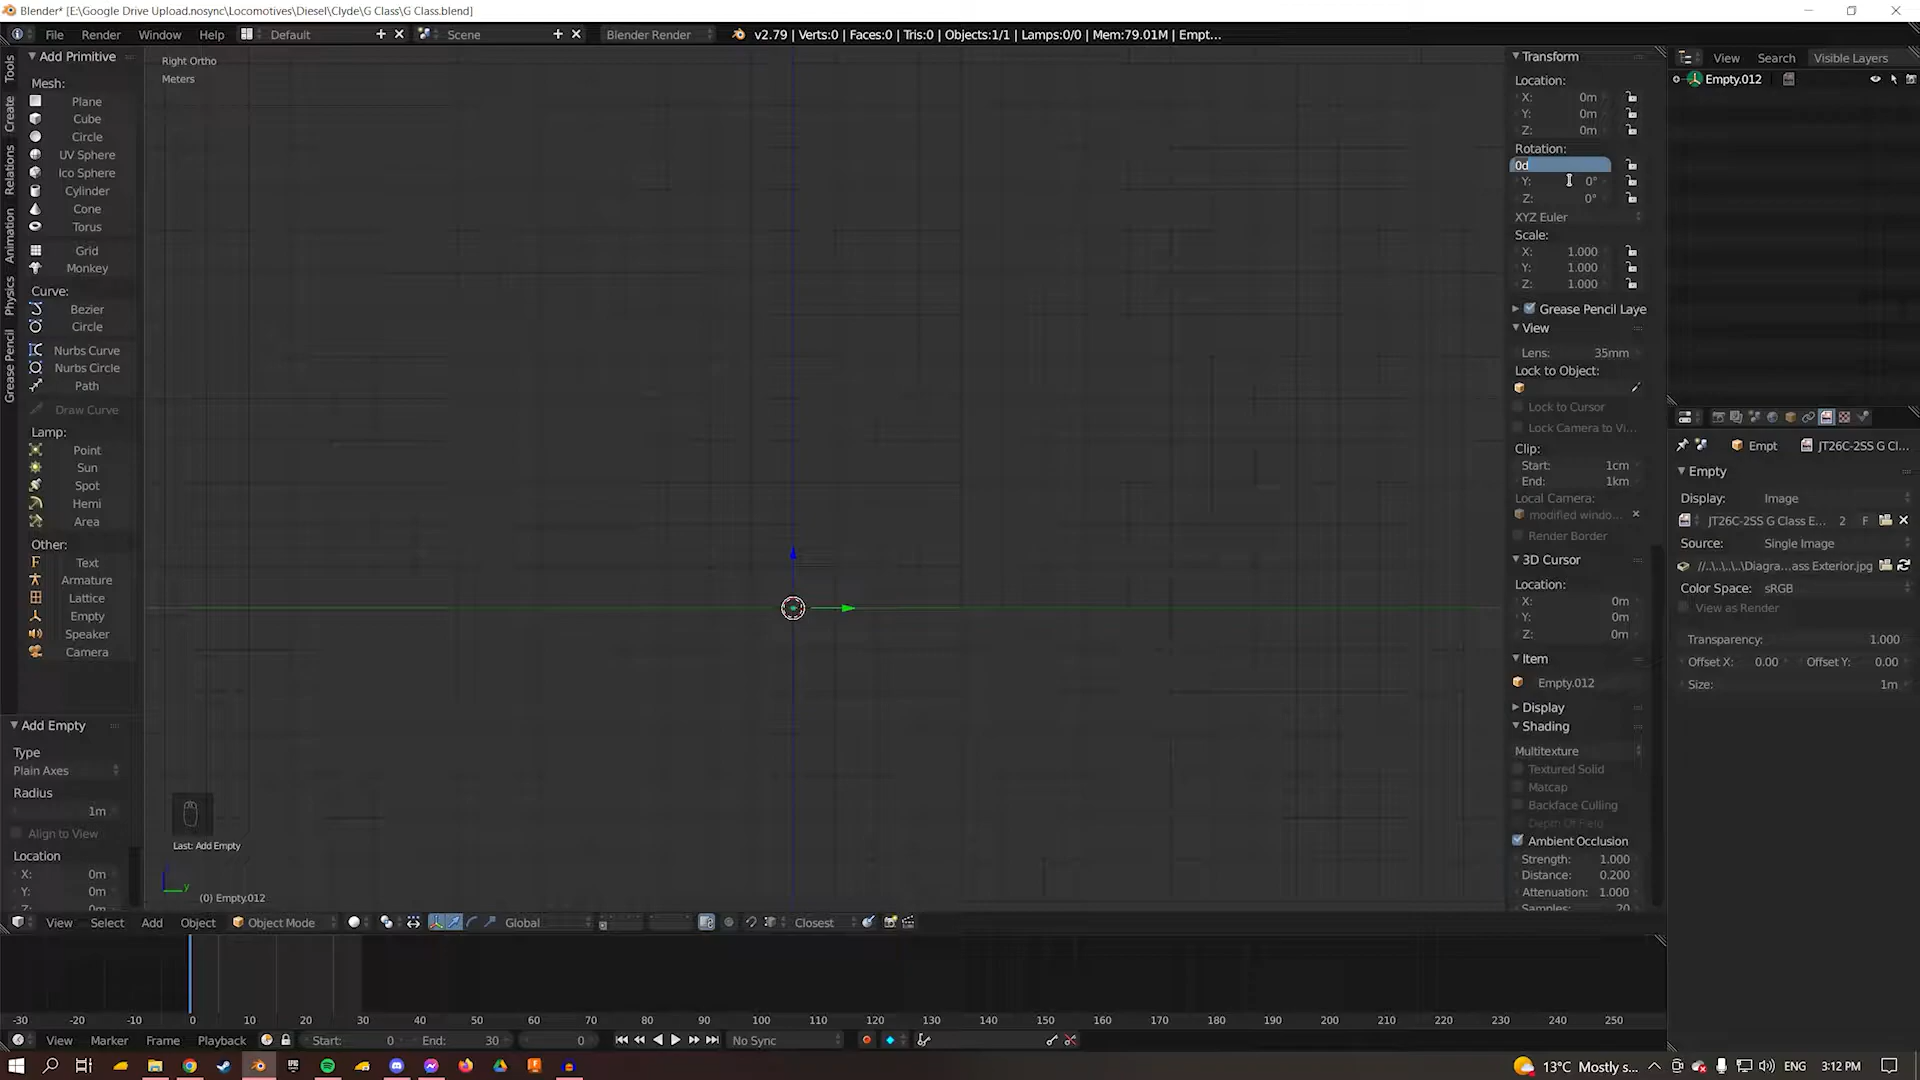 Blender* [E:\Google Drive Upload.nosync\Locomotives\Diesel\Clyde\G Class\G Class.blend]
File Render Window Help Default Scene Blender Render v2.79 | Verts:0 | Faces:0 | Tris:0 | Objects:1/1 | Lamps:0/0 | Mem:79.01M | Empt...
Tools
Create
Relations
Animation
Physics
Grease Pencil
Add Primitive
Mesh:
Plane
Cube
Circle
UV Sphere
Ico Sphere
Cylinder
Cone
Torus
Grid
Monkey
Curve:
Bezier
Circle
Nurbs Curve
Nurbs Circle
Path
Draw Curve
Lamp:
Point
Sun
Spot
Hemi
Area
Other:
Text
Armature
Lattice
Empty
Speaker
Camera
Add Empty
Type
Plain Axes
Radius
1m
Align to View
Location
X: 0m
Y: 0m
Z: 0m
Right Ortho
Meters
Last: Add Empty
y
(0) Empty.012
Transform
Location:
X: 0m
Y: 0m
Z: 0m
Rotation:
0d
Y: 0°
Z: 0°
XYZ Euler
Scale:
X: 1.000
Y: 1.000
Z: 1.000
Grease Pencil Laye
View
Lens: 35mm
Lock to Object:
Lock to Cursor
Lock Camera to Vi...
Clip:
Start: 1cm
End: 1km
Local Camera:
modified windo...
Render Border
3D Cursor
Location:
X: 0m
Y: 0m
Z: 0m
Item
Empty.012
Display
Shading
Multitexture
Textured Solid
Matcap
Backface Culling
Depth Of Field
Ambient Occlusion
Strength: 1.000
Distance: 0.200
Attenuation: 1.000
Samples: 20
View Search Visible Layers
Empty.012
Empt JT26C-2SS G Cl...
Empty
Display: Image
JT26C-2SS G Class E... 2 F
Source: Single Image
//..\..\..\..\Diagra...ass Exterior.jpg
Color Space: sRGB
View as Render
Transparency: 1.000
Offset X: 0.00 Offset Y: 0.00
Size: 1m
View Select Add Object Object Mode Global Closest
-30 -20 -10 0 10 20 30 40 50 60 70 80 90 100 110 120 130 140 150 160 170 180 190 200 210 220 230 240 250
View Marker Frame Playback Start: 0 End: 30 0 No Sync
13°C Mostly s... ENG 3:12 PM